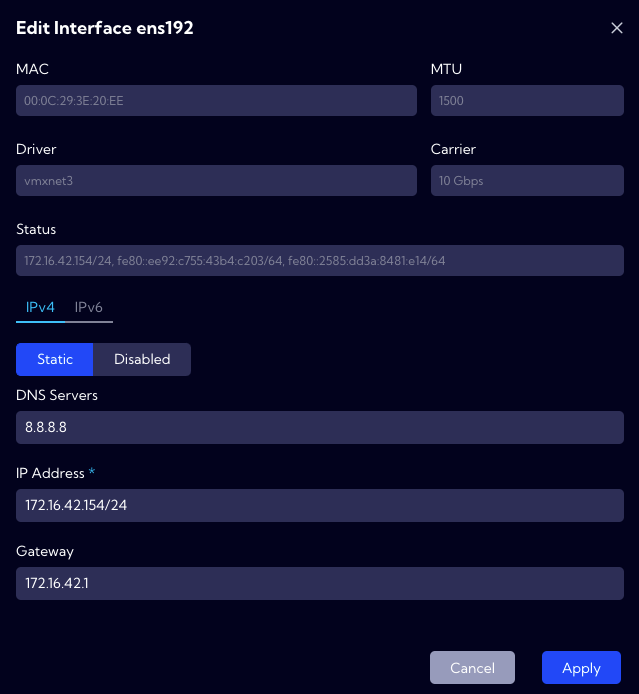 Edit Interface ens192
MAC
MTU
00:0C:29:3E:20:EE
1500
Driver
Carrier
vmxnet3
10 Gbps
Status
172.16.42.154/24, fe80::ee92:c755:43b4:c203/64, fe80::2585:dd3a:8481:e14/64
IPv4 IPv6
Static Disabled
DNS Servers
8.8.8.8
IP Address *
172.16.42.154/24
Gateway
172.16.42.1
Cancel Apply